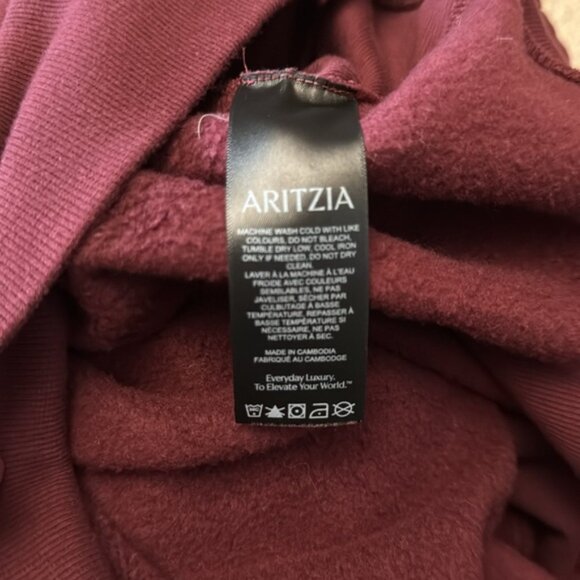 ARITZIA
MACHINE WASH COLD WITH LIKE
COLOURS, DO NOT BLEACH,
TUMBLE DRY LOW, COOL IRON
ONLY IF NEEDED, DO NOT DRY
CLEAN.
LAVER À LA MACHINE À L'EAU
FROIDE AVEC COULEURS
SEMBLABLES, NE PAS
JAVELISER, SÉCHER PAR
CULBUTAGE À BASSE
TEMPÉRATURE, REPASSER À
BASSE TEMPÉRATURE SI
NÉCESSAIRE, NE PAS
NETTOYER À SEC.
MADE IN CAMBODIA
FABRIQUÉ AU CAMBODGE
Everyday Luxury.
To Elevate Your World.™